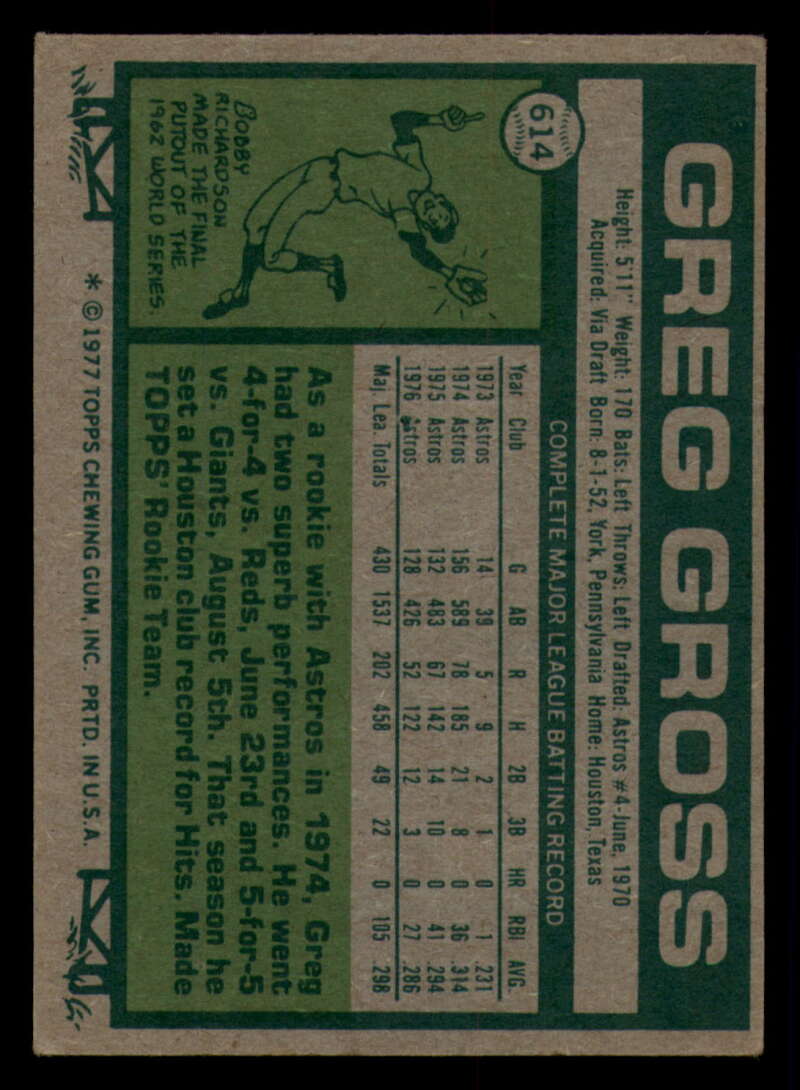 614
GREG GROSS
Height: 5'11" Weight: 170 Bats: Left Throws: Left Drafted: Astros #4-June, 1970
Acquired: Via Draft Born: 8-1-52, York, Pennsylvania Home: Houston, Texas
COMPLETE MAJOR LEAGUE BATTING RECORD
Year Club G AB R H 2B 3B HR RBI AVG.
1973 Astros 14 39 5 9 2 1 0 1 .231
1974 Astros 156 589 78 185 21 8 0 36 .314
1975 Astros 132 483 67 142 14 10 0 41 .294
1976 Astros 128 426 52 122 12 3 0 27 .286
Maj. Lea. Totals 430 1537 202 458 49 22 0 105 .298
BOBBY
RICHARDSON
MADE THE FINAL
PUTOUT OF THE
1962 WORLD SERIES.
As a rookie with Astros in 1974, Greg
had two superb performances. He went
4-for-4 vs. Reds, June 23rd and 5-for-5
vs. Giants, August 5th. That season he
set a Houston club record for Hits. Made
TOPPS' Rookie Team.
* © 1977 TOPPS CHEWING GUM, INC. PRTD. IN U.S.A.